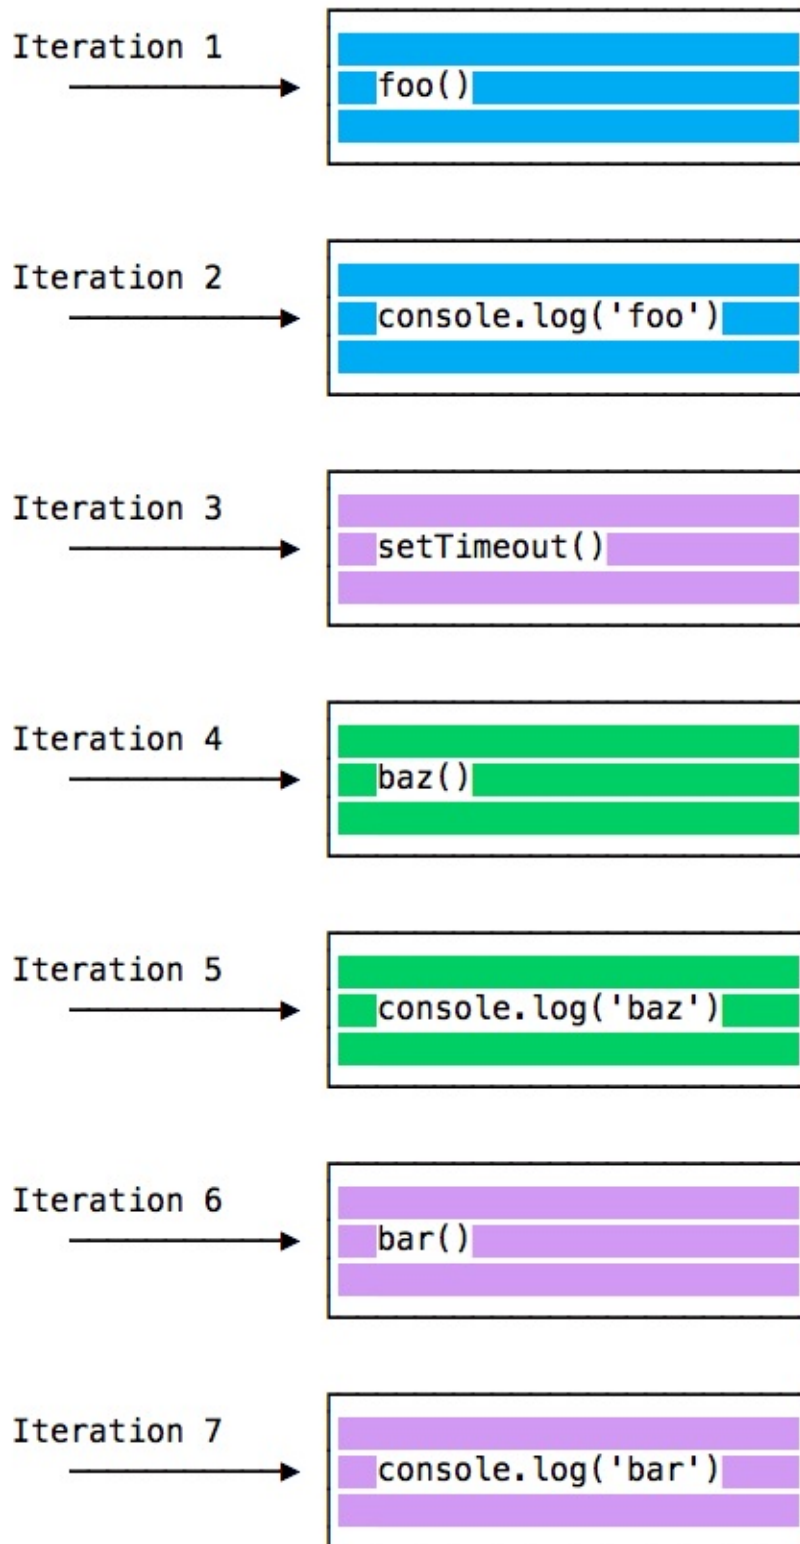 Iteration 1
foo()
Iteration 2
console.log('foo')
Iteration 3
setTimeout()
Iteration 4
baz()
Iteration 5
console.log('baz')
Iteration 6
bar()
Iteration 7
console.log('bar')